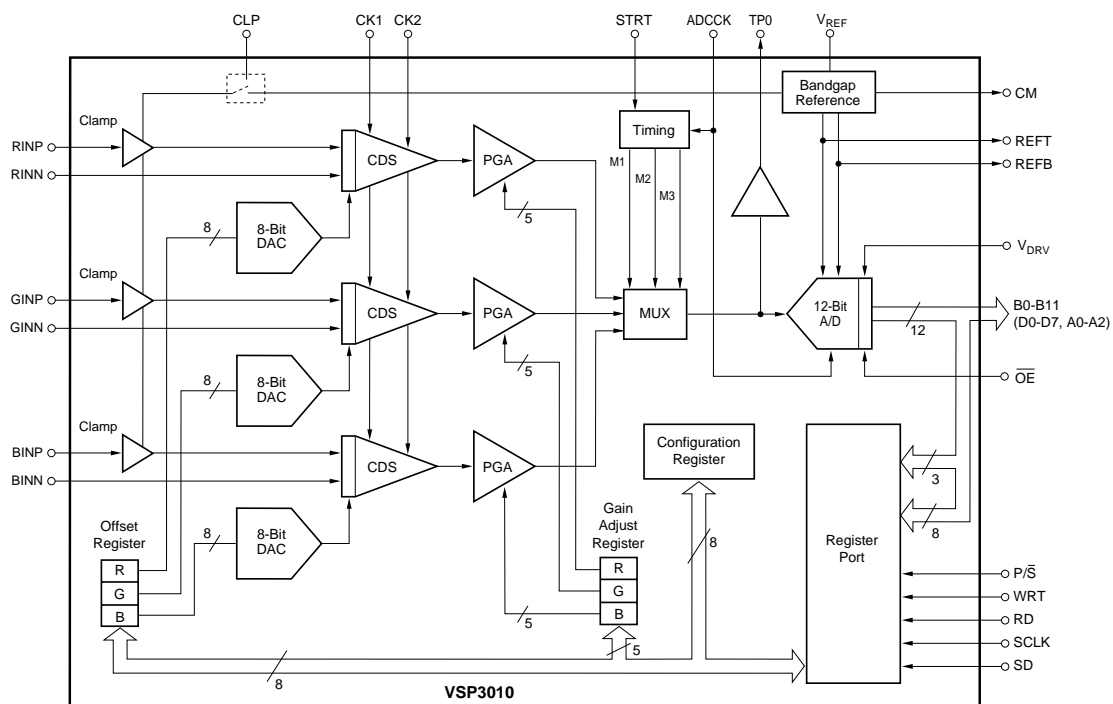 CLP
CK1
CK2
STRT
ADCCK
TP0
VREF
Bandgap
Reference
CM
Clamp
Timing
REFT
RINP
CDS
PGA
M1
M2
M3
REFB
RINN
5
8
8-Bit
DAC
VDRV
Clamp
GINP
CDS
PGA
MUX
12-Bit
A/D
12
B0-B11
(D0-D7, A0-A2)
GINN
5
8
8-Bit
DAC
OE
Clamp
BINP
CDS
PGA
Configuration
Register
3
BINN
Offset
Register
8
8-Bit
DAC
Gain
Adjust
Register
8
Register
Port
8
R
G
B
R
G
B
5
P/S
WRT
RD
SCLK
SD
8
5
VSP3010